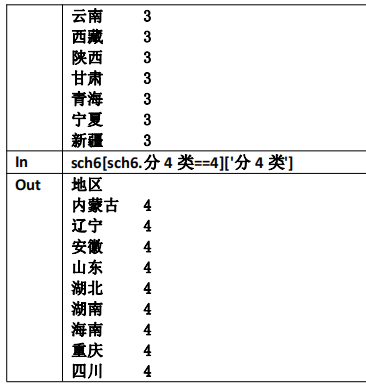 云南 3
西藏 3
陕西 3
甘肃 3
青海 3
宁夏 3
新疆 3
In sch6[sch6.分 4 类==4]['分 4 类']
Out 地区
内蒙古 4
辽宁 4
安徽 4
山东 4
湖北 4
湖南 4
海南 4
重庆 4
四川 4